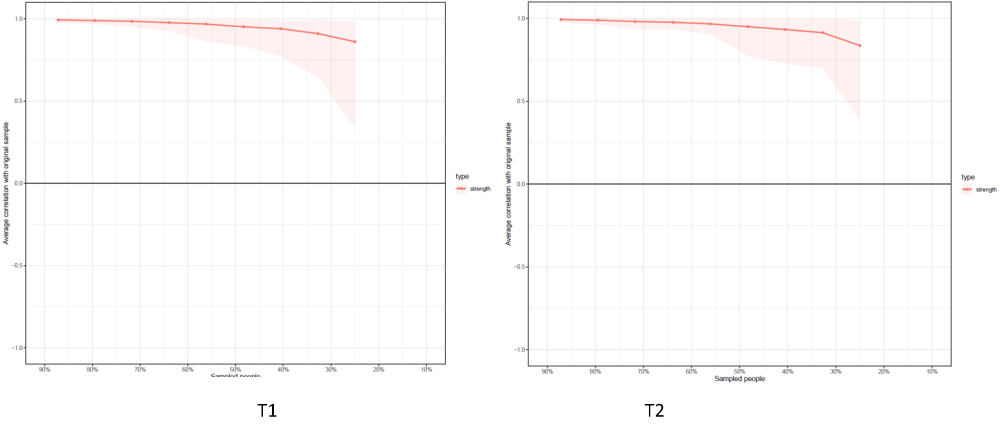 1.0
0.5
0.0
−0.5
−1.0
Average correlation with original sample
90% 80% 70% 60% 50% 40% 30% 20% 10%
Sampled people
type
strength
T1
1.0
0.5
0.0
−0.5
−1.0
Average correlation with original sample
90% 80% 70% 60% 50% 40% 30% 20% 10%
Sampled people
type
strength
T2